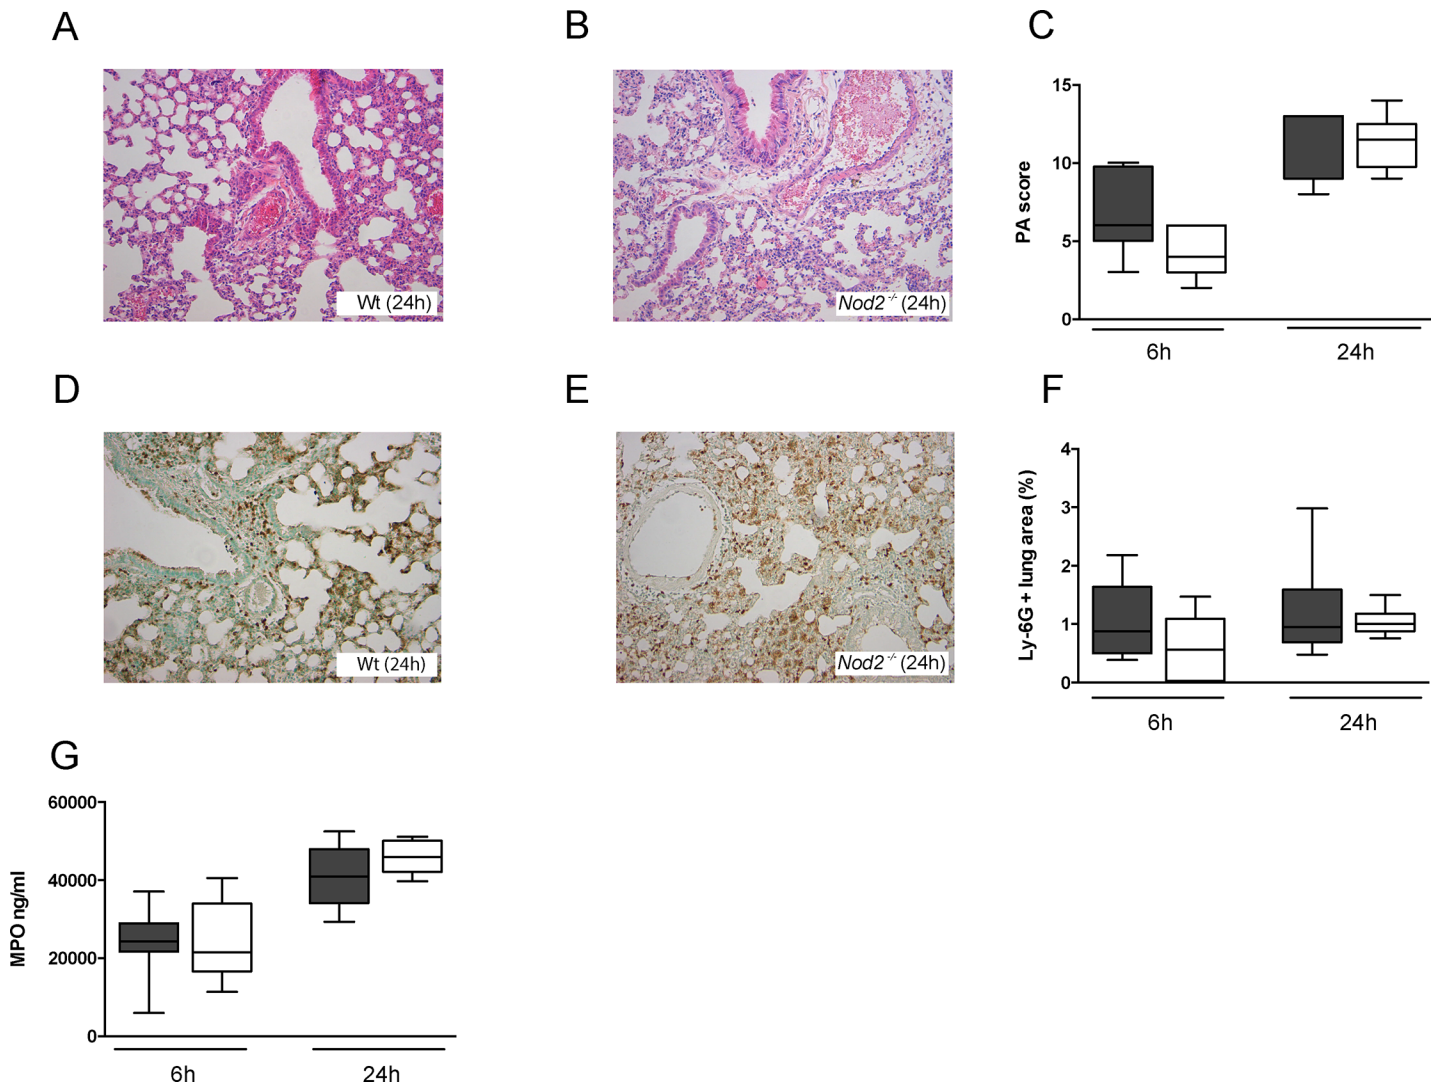 A
B
C
Wt (24h)
Nod2 -/- (24h)
PA score
15
10
5
0
6h
24h
D
E
F
Wt (24h)
Nod2 -/- (24h)
Ly-6G + lung area (%)
4
3
2
1
0
6h
24h
G
MPO ng/ml
60000
40000
20000
0
6h
24h